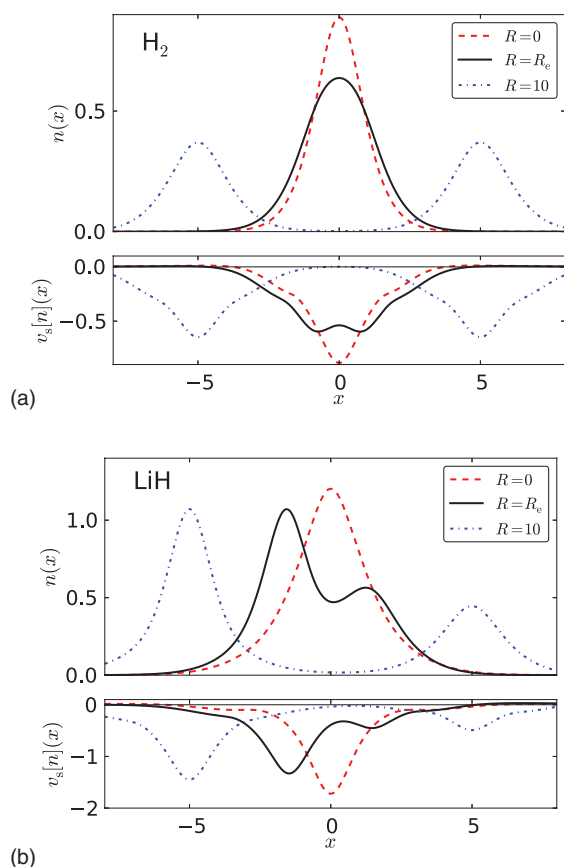 H₂
R=0
R=Rₑ
R=10
n(x)
0.5
0.0
vₛ[n](x)
0.0
−0.5
−5 0 5
x
(a)
LiH
R=0
R=Rₑ
R=10
n(x)
1.0
0.5
0.0
vₛ[n](x)
0
−1
−2
−5 0 5
x
(b)